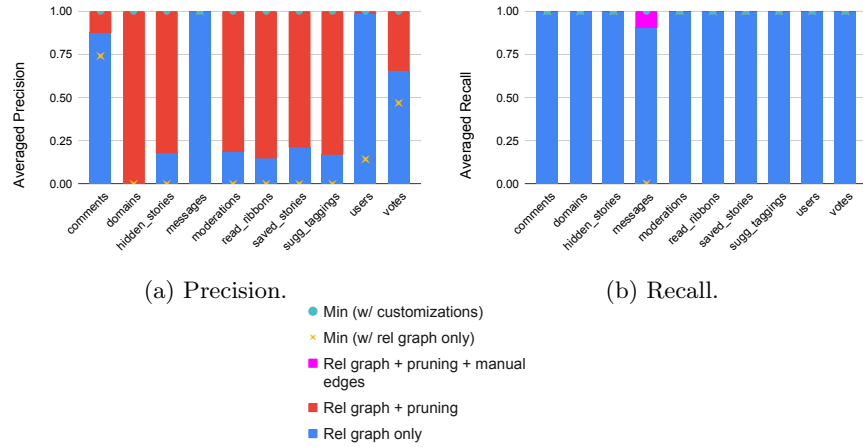 1.00
0.75
0.50
0.25
0.00
Averaged Precision
comments
domains
hidden_stories
messages
moderations
read_ribbons
saved_stories
sugg_taggings
users
votes
(a) Precision.
1.00
0.75
0.50
0.25
0.00
Averaged Recall
comments
domains
hidden_stories
messages
moderations
read_ribbons
saved_stories
sugg_taggings
users
votes
(b) Recall.
Min (w/ customizations)
Min (w/ rel graph only)
Rel graph + pruning + manual
edges
Rel graph + pruning
Rel graph only